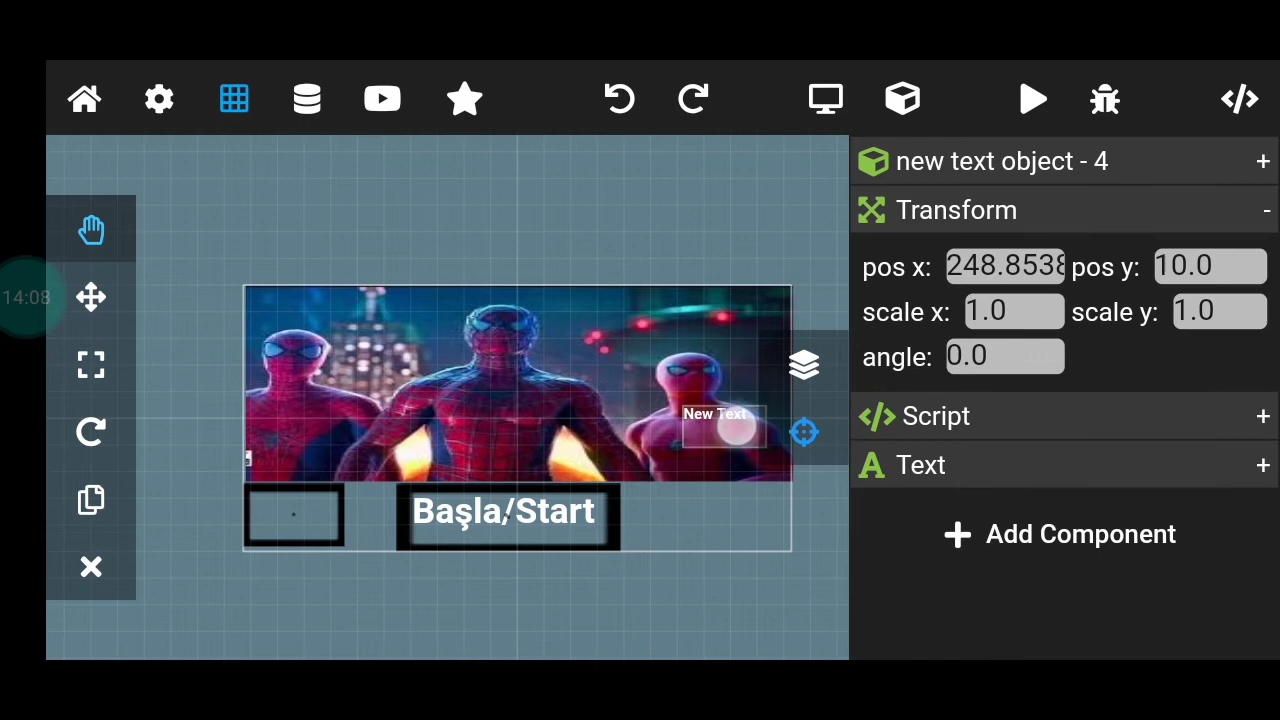 new text object - 4 +
Transform -
pos x: 248.8538 pos y: 10.0
scale x: 1.0 scale y: 1.0
angle: 0.0
Script +
Text +
Add Component
14:08
New Text
Başla/Start